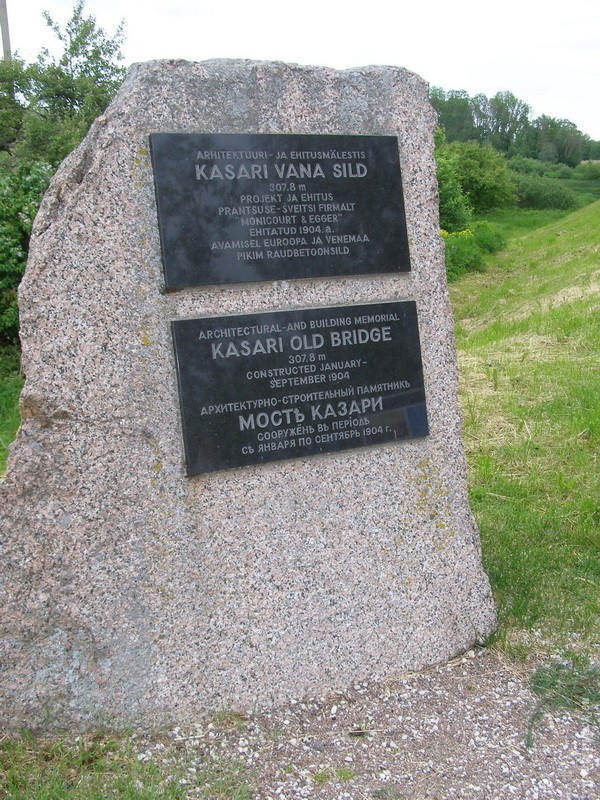 ARHITEKTUURI- JA EHITUSMÄLESTIS
KASARI VANA SILD
307.8 m
PROJEKT JA EHITUS
PRANTSUSE-ŠVEITSI FIRMALT
"MONICOURT & EGGER"
EHITATUD 1904. a.
AVAMISEL EUROOPA JA VENEMAA
PIKIM RAUDBETOONSILD
ARCHITECTURAL-AND BUILDING MEMORIAL
KASARI OLD BRIDGE
307.8 m
CONSTRUCTED JANUARY-
SEPTEMBER 1904
АРХИТЕКТУРНО-СТРОИТЕЛЬНЫЙ ПАМЯТНИКЪ
МОСТЪ КАЗАРИ
СООРУЖЕНЪ ВЪ ПЕРІОДЪ
СЪ ЯНВАРЯ ПО СЕНТЯБРЬ 1904 г.